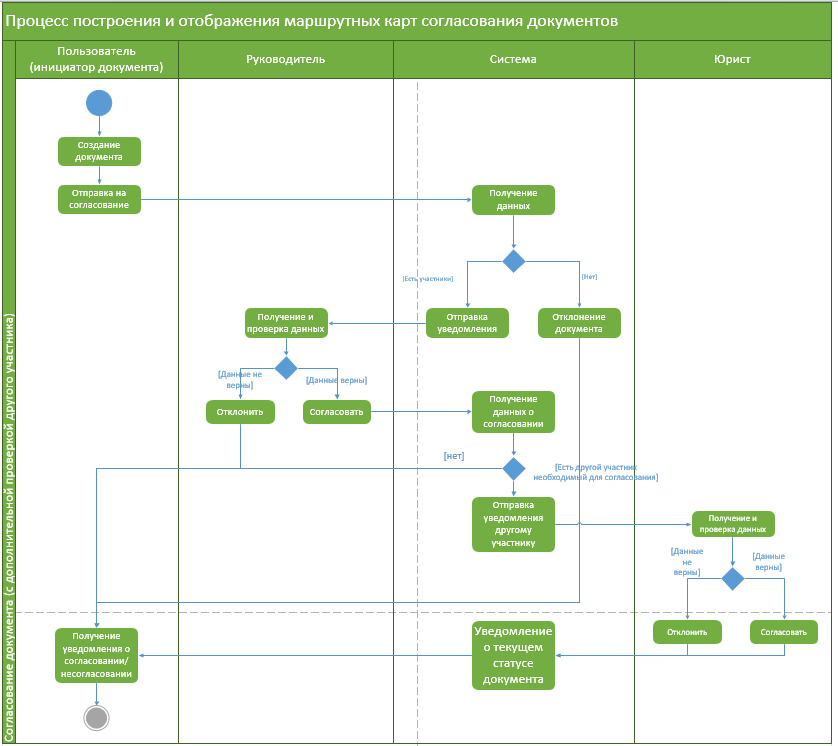 Процесс построения и отображения маршрутных карт согласования документов
Пользователь
(инициатор документа)
Руководитель
Система
Юрист
Согласование документа (с дополнительной проверкой другого участника)
Создание
документа
Отправка на
согласование
Получение
данных
[Есть участники]
[Нет]
Получение и
проверка данных
Отправка
уведомления
Отклонение
документа
[Данные не
верны]
[Данные верны]
Отклонить
Согласовать
Получение
данных о
согласовании
[нет]
[Есть другой участник
необходимый для согласования]
Отправка
уведомления
другому
участнику
Получение и
проверка данных
[Данные
не
верны]
[Данные
верны]
Отклонить
Согласовать
Получение
уведомления о
согласовании/
несогласовании
Уведомление
о текущем
статусе
документа